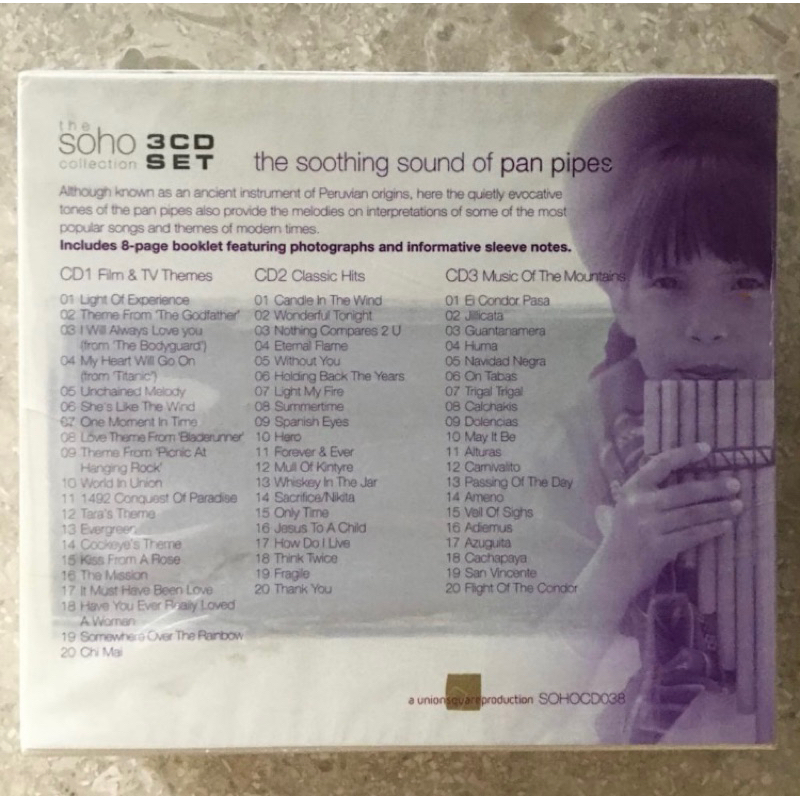 the
soho 3CD
collection SET
the soothing sound of pan pipes
Although known as an ancient instrument of Peruvian origins, here the quietly evocative
tones of the pan pipes also provide the melodies on interpretations of some of the most
popular songs and themes of modern times.
Includes 8-page booklet featuring photographs and informative sleeve notes.
CD1 Film & TV Themes
01 Light Of Experience
02 Theme From 'The Godfather'
03 I Will Always Love you
(from 'The Bodyguard')
04 My Heart Will Go On
(from 'Titanic')
05 Unchained Melody
06 She's Like The Wind
07 One Moment In Time
08 Love Theme From 'Bladerunner'
09 Theme From 'Picnic At
Hanging Rock'
10 World In Union
11 1492 Conquest Of Paradise
12 Tara's Theme
13 Evergreen
14 Cockeye's Theme
15 Kiss From A Rose
16 The Mission
17 It Must Have Been Love
18 Have You Ever Really Loved
A Woman
19 Somewhere Over The Rainbow
20 Chi Mai
CD2 Classic Hits
01 Candle In The Wind
02 Wonderful Tonight
03 Nothing Compares 2 U
04 Eternal Flame
05 Without You
06 Holding Back The Years
07 Light My Fire
08 Summertime
09 Spanish Eyes
10 Hero
11 Forever & Ever
12 Mull Of Kintyre
13 Whiskey In The Jar
14 Sacrifice/Nikita
15 Only Time
16 Jesus To A Child
17 How Do I Live
18 Think Twice
19 Fragile
20 Thank You
CD3 Music Of The Mountains
01 El Condor Pasa
02 Jillicata
03 Guantanamera
04 Huma
05 Navidad Negra
06 On Tabas
07 Trigal Trigal
08 Calchakis
09 Dolencias
10 May It Be
11 Alturas
12 Carnivalito
13 Passing Of The Day
14 Ameno
15 Veil Of Sighs
16 Adiemus
17 Azuguita
18 Cachapaya
19 San Vincente
20 Flight Of The Condor
a unionsquareproduction SOHOCD038